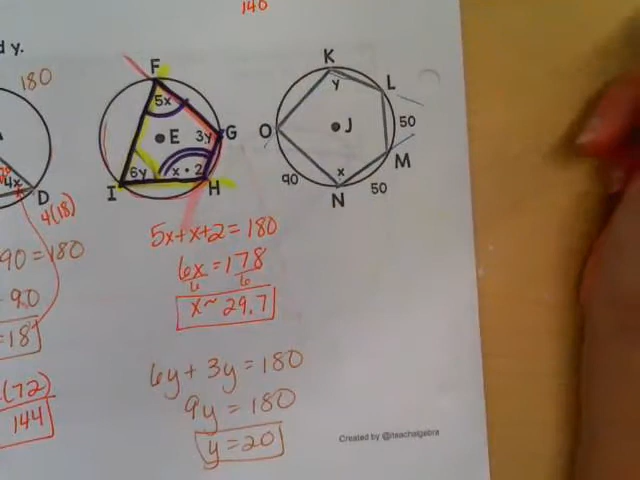 140
d y.
180
F
5x
E
3y
G
6y
x + 2
I
H
K
y
L
O
J
50
x
M
90
N
50
4x
D
4(18)
90 = 180
90
= 18
(72)
144
5x+x+2 = 180
6x = 178
6 6
x ~ 29.7
6y + 3y = 180
9y = 180
y = 20
Created by @teachalgebra